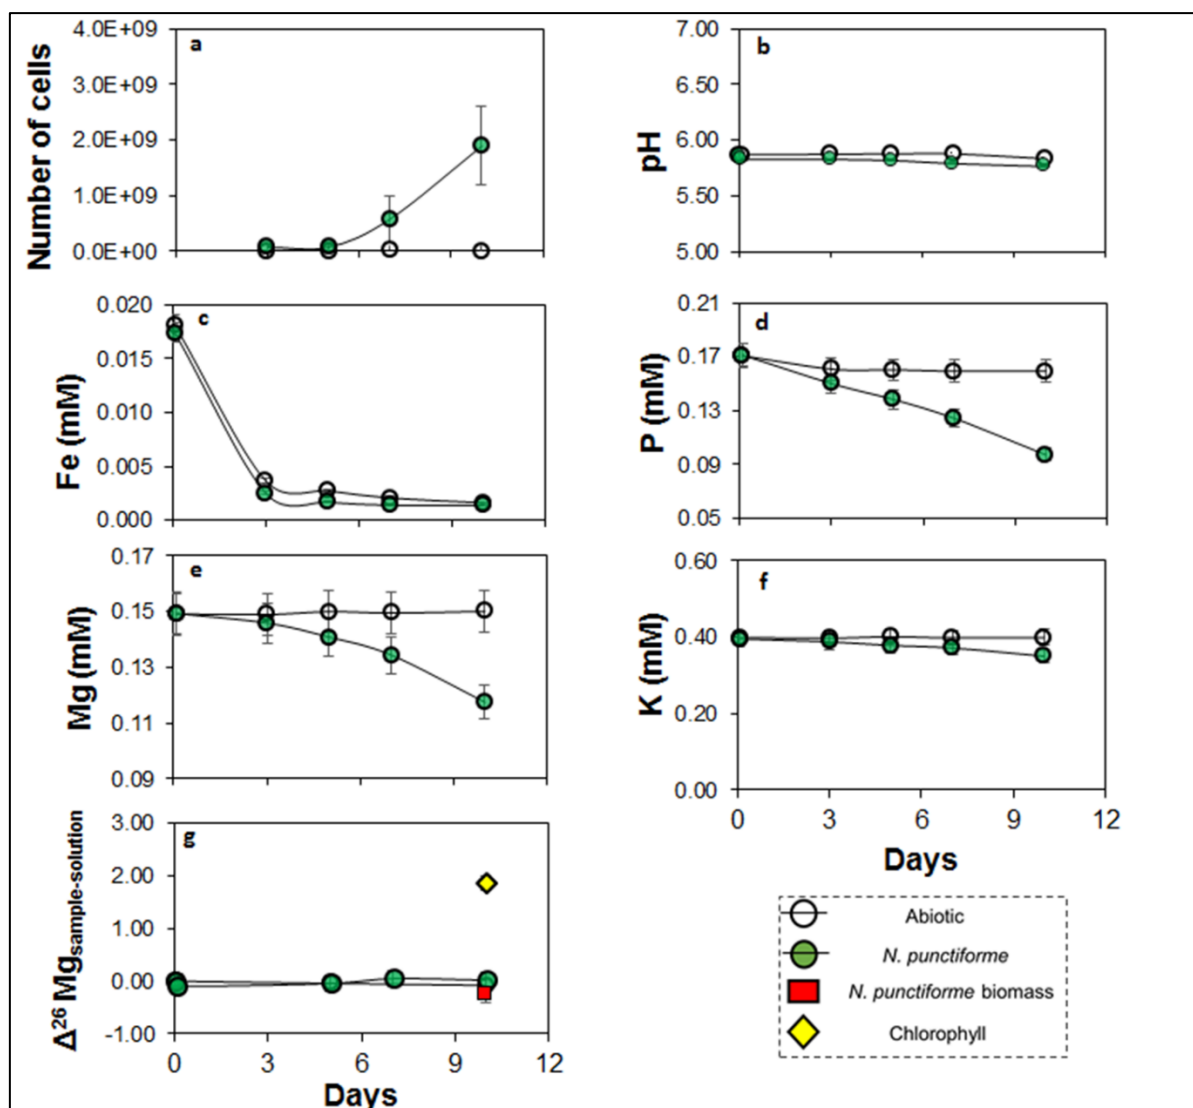 a
Number of cells
4.0E+09
3.0E+09
2.0E+09
1.0E+09
0.0E+00
b
pH
7.00
6.50
6.00
5.50
5.00
c
Fe (mM)
0.020
0.015
0.010
0.005
0.000
d
P (mM)
0.21
0.17
0.13
0.09
0.05
e
Mg (mM)
0.17
0.15
0.13
0.11
0.09
f
K (mM)
0.60
0.40
0.20
0.00
0 3 6 9 12
Days
g
Δ26 Mgsample-solution
3.00
2.00
1.00
0.00
-1.00
0 3 6 9 12
Days
Abiotic
N. punctiforme
N. punctiforme biomass
Chlorophyll